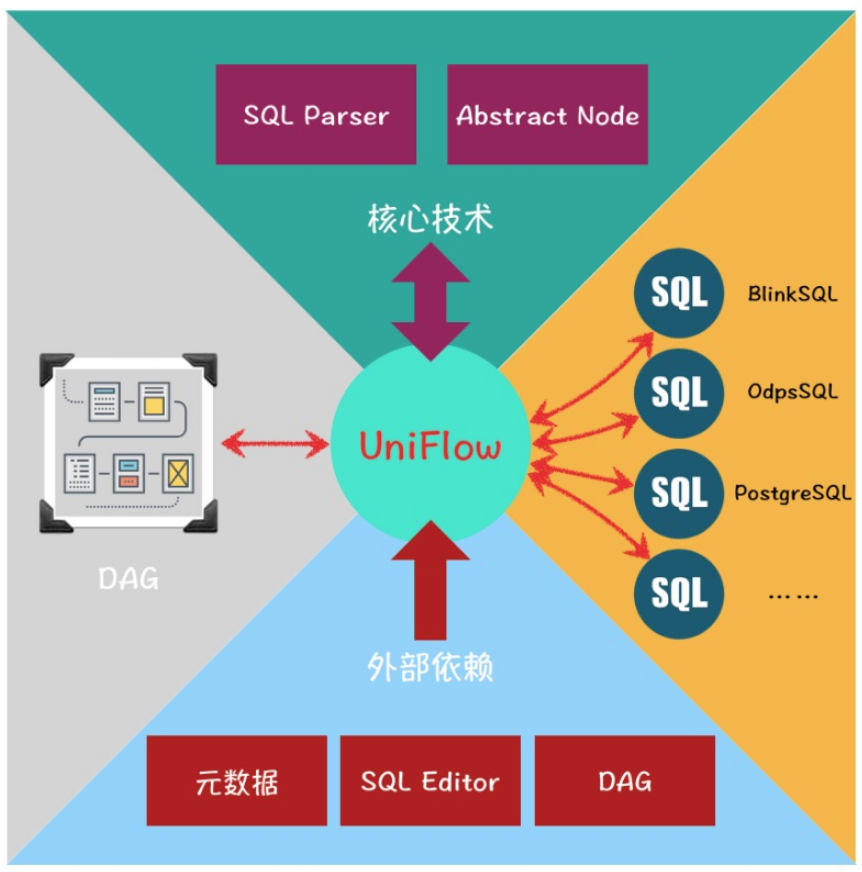 SQL Parser
Abstract Node
核心技术
SQL
BlinkSQL
SQL
OdpsSQL
UniFlow
SQL
PostgreSQL
DAG
SQL
... ...
外部依赖
元数据
SQL Editor
DAG